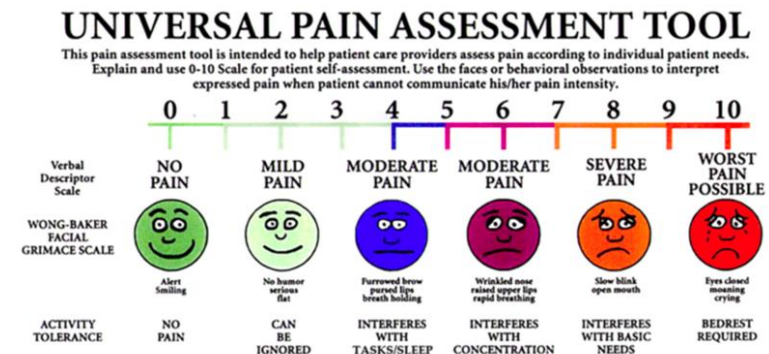 UNIVERSAL PAIN ASSESSMENT TOOL
This pain assessment tool is intended to help patient care providers assess pain according to individual patient needs.
Explain and use 0-10 Scale for patient self-assessment. Use the faces or behavioral observations to interpret
expressed pain when patient cannot communicate his/her pain intensity.
0 1 2 3 4 5 6 7 8 9 10
Verbal
Descriptor
Scale
NO
PAIN
MILD
PAIN
MODERATE
PAIN
MODERATE
PAIN
SEVERE
PAIN
WORST
PAIN
POSSIBLE
WONG-BAKER
FACIAL
GRIMACE SCALE
Alert
Smiling
No humor
serious
flat
Furrowed brow
pursed lips
breath holding
Wrinkled nose
raised upper lips
rapid breathing
Slow blink
open mouth
Eyes closed
moaning
crying
ACTIVITY
TOLERANCE
NO
PAIN
CAN
BE
IGNORED
INTERFERES
WITH
TASKS/SLEEP
INTERFERES
WITH
CONCENTRATION
INTERFERES
WITH BASIC
NEEDS
BEDREST
REQUIRED